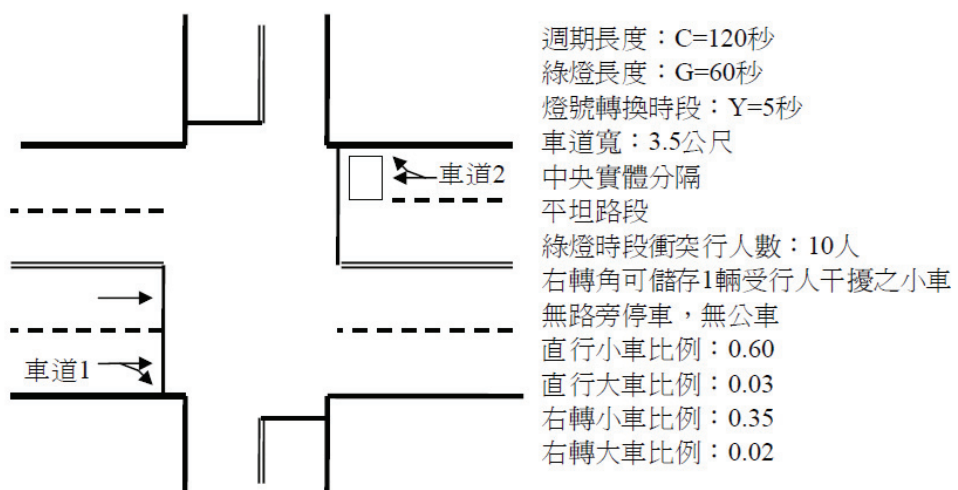 週期長度：C=120秒
綠燈長度：G=60秒
燈號轉換時段：Y=5秒
車道寬：3.5公尺
中央實體分隔
平坦路段
綠燈時段衝突行人數：10人
右轉角可儲存1輛受行人干擾之小車
無路旁停車，無公車
直行小車比例：0.60
直行大車比例：0.03
右轉小車比例：0.35
右轉大車比例：0.02
車道2
車道1